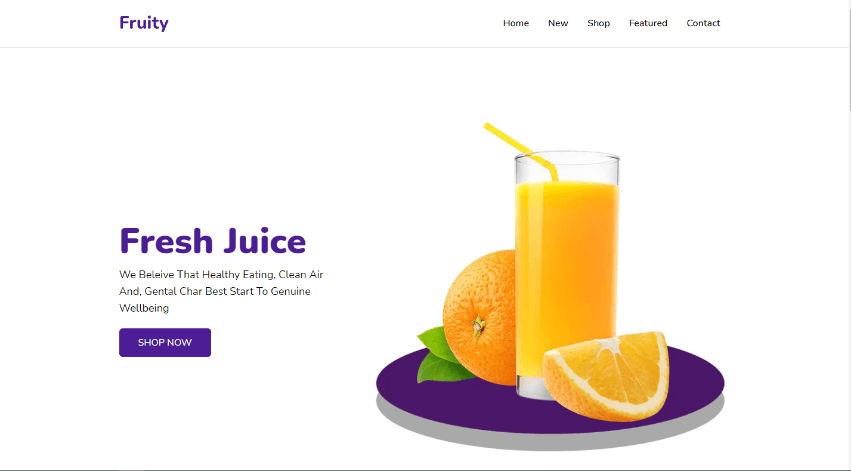 Fruity
Home New Shop Featured Contact
Fresh Juice
We Beleive That Healthy Eating, Clean Air
And, Gental Char Best Start To Genuine
Wellbeing
SHOP NOW